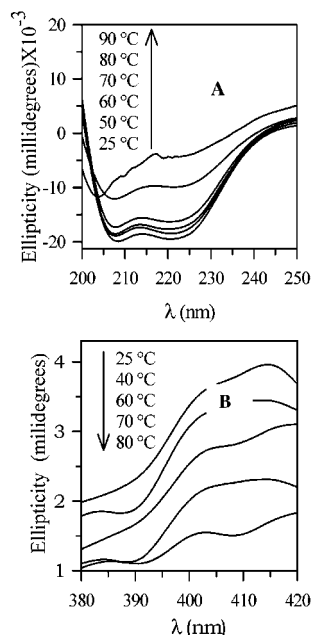 Ellipticity (millidegrees)X10-3
20
10
0
-10
-20
90 °C
80 °C
70 °C
60 °C
50 °C
25 °C
A
200 210 220 230 240 250
λ (nm)
Ellipticity (milidegrees)
4
3
2
1
25 °C
40 °C
60 °C
70 °C
80 °C
B
380 390 400 410 420
λ (nm)